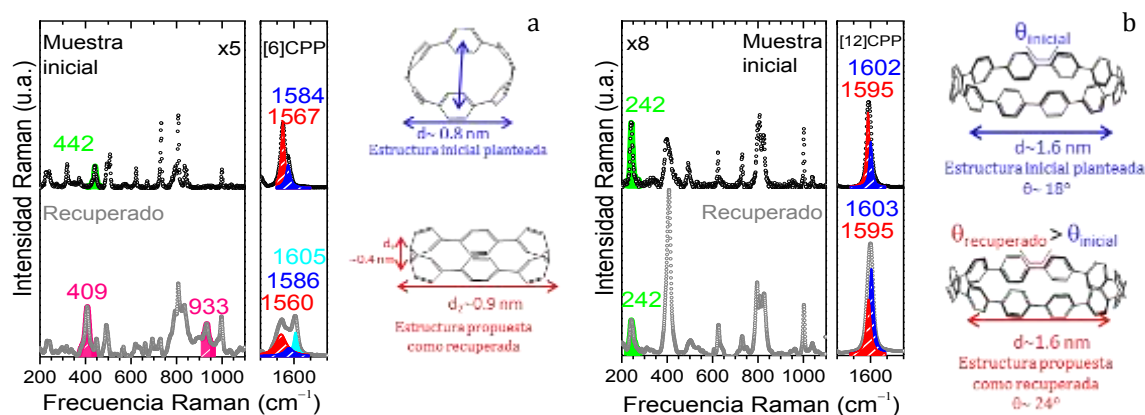 a
Muestra
inicial
x5
[6]CPP
1584
1567
442
d~ 0.8 nm
Estructura inicial planteada
Recuperado
409
933
1605
1586
1560
~0.4 nm
~0.9 nm
Estructura propuesta
como recuperada
200 400 600 800 1000
1600
Frecuencia Raman (cm⁻¹)
Intensidad Raman (u.a.)
b
x8
Muestra
inicial
[12]CPP
1602
1595
242
θinicial
d~1.6 nm
Estructura inicial planteada
θ~ 18º
Recuperado
242
1603
1595
θrecuperado > θinicial
d~1.6 nm
Estructura propuesta
como recuperada
θ~ 24º
200 400 600 800 1000
1600
Frecuencia Raman (cm⁻¹)
Intensidad Raman (u.a.)